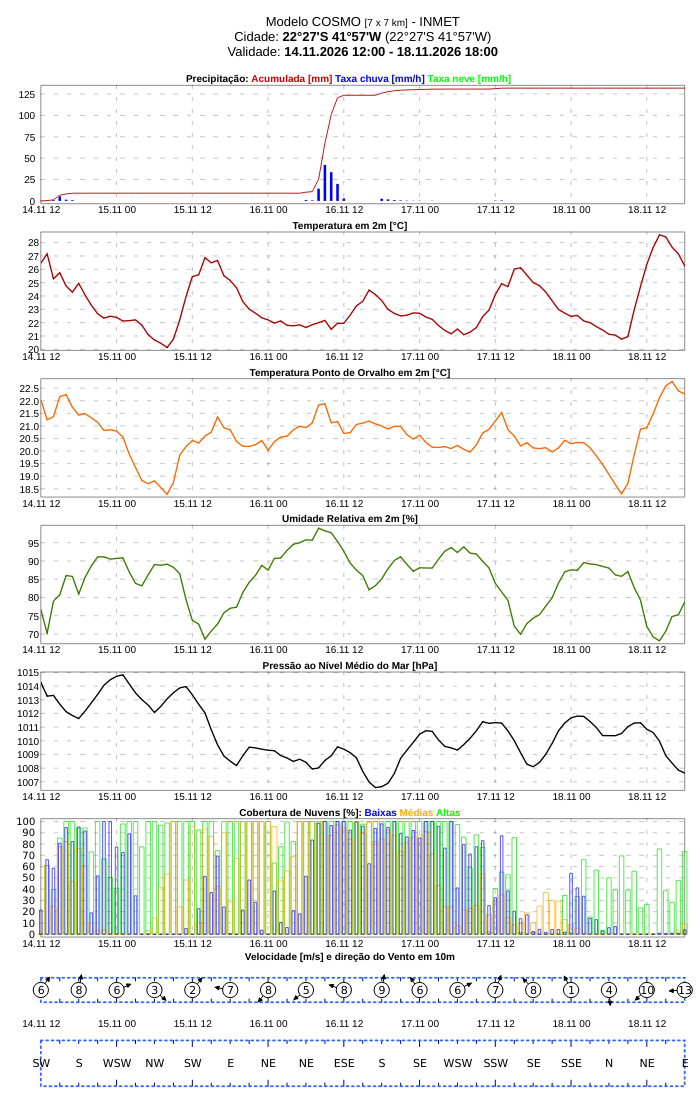 Modelo COSMO [7 x 7 km] - INMET
Cidade: 22°27'S 41°57'W (22°27'S 41°57'W)
Validade: 14.11.2026 12:00 - 18.11.2026 18:00
Precipitação: Acumulada [mm] Taxa chuva [mm/h] Taxa neve [mm/h]
125
100
75
50
25
0
14.11 12 15.11 00 15.11 12 16.11 00 16.11 12 17.11 00 17.11 12 18.11 00 18.11 12
Temperatura em 2m [°C]
28
27
26
25
24
23
22
21
20
14.11 12 15.11 00 15.11 12 16.11 00 16.11 12 17.11 00 17.11 12 18.11 00 18.11 12
Temperatura Ponto de Orvalho em 2m [°C]
22.5
22.0
21.5
21.0
20.5
20.0
19.5
19.0
18.5
14.11 12 15.11 00 15.11 12 16.11 00 16.11 12 17.11 00 17.11 12 18.11 00 18.11 12
Umidade Relativa em 2m [%]
95
90
85
80
75
70
14.11 12 15.11 00 15.11 12 16.11 00 16.11 12 17.11 00 17.11 12 18.11 00 18.11 12
Pressão ao Nível Médio do Mar [hPa]
1015
1014
1013
1012
1011
1010
1009
1008
1007
14.11 12 15.11 00 15.11 12 16.11 00 16.11 12 17.11 00 17.11 12 18.11 00 18.11 12
Cobertura de Nuvens [%]: Baixas Médias Altas
100
90
80
70
60
50
40
30
20
10
0
14.11 12 15.11 00 15.11 12 16.11 00 16.11 12 17.11 00 17.11 12 18.11 00 18.11 12
Velocidade [m/s] e direção do Vento em 10m
6 8 6 3 2 7 8 5 8 9 6 6 7 8 1 4 10 13
14.11 12 15.11 00 15.11 12 16.11 00 16.11 12 17.11 00 17.11 12 18.11 00 18.11 12
SW S WSW NW SW E NE NE ESE S SE WSW SSW SE SSE N NE E